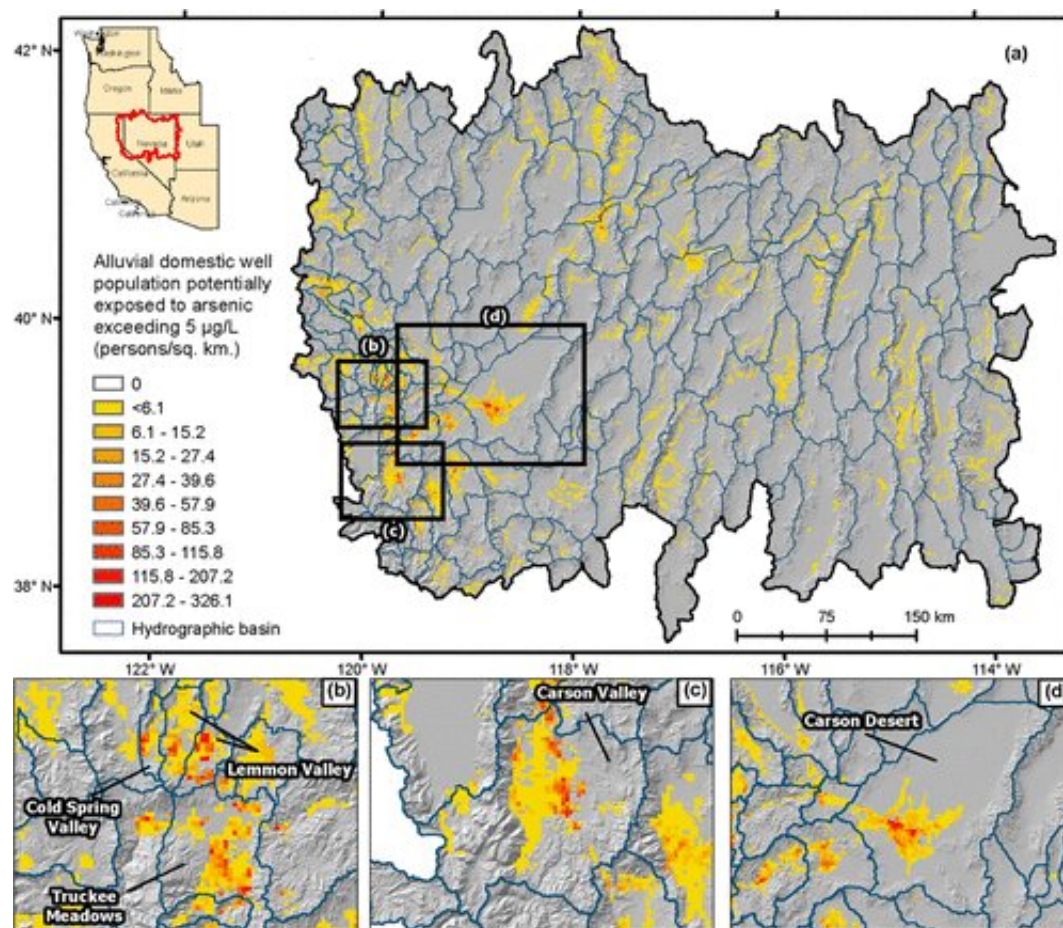 42° N
(a)
Washington
Oregon
Idaho
Nevada
Utah
California
Arizona
Alluvial domestic well
population potentially
exposed to arsenic
exceeding 5 µg/L
(persons/sq. km.)
0
<6.1
6.1 - 15.2
15.2 - 27.4
27.4 - 39.6
39.6 - 57.9
57.9 - 85.3
85.3 - 115.8
115.8 - 207.2
207.2 - 326.1
Hydrographic basin
40° N
(d)
(b)
(c)
38° N
0 75 150 km
122° W 120° W 118° W 116° W 114° W
(b)
Lemmon Valley
Cold Spring
Valley
Truckee
Meadows
(c)
Carson Valley
(d
Carson Desert